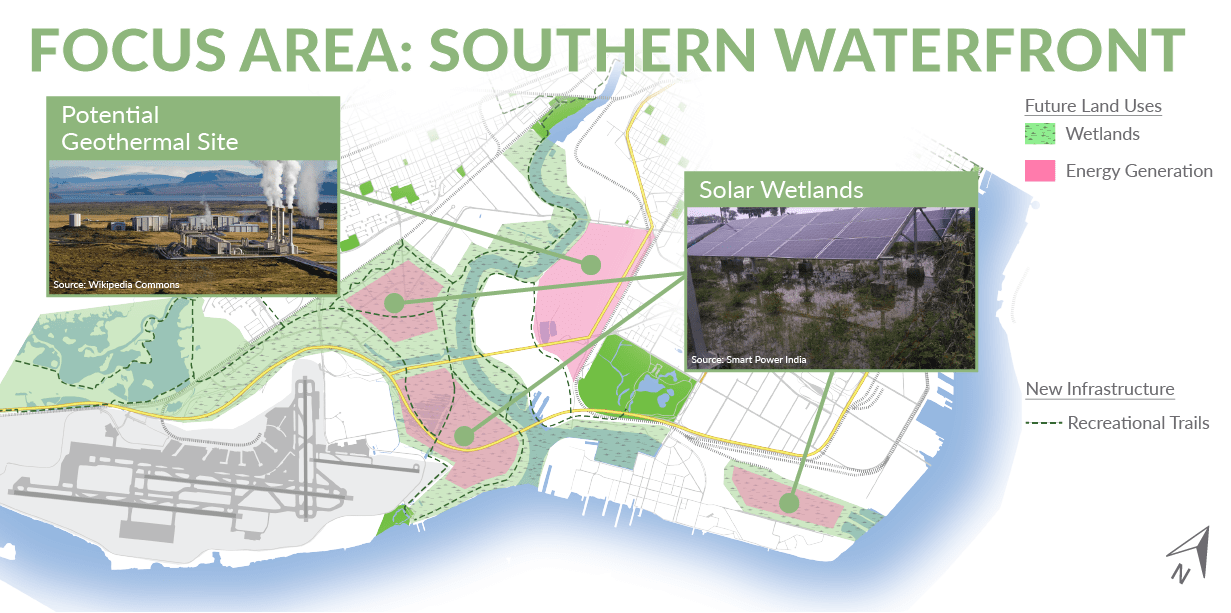 FOCUS AREA: SOUTHERN WATERFRONT
Potential
Geothermal Site
Source: Wikipedia Commons
Solar Wetlands
Source: Smart Power India
Future Land Uses
Wetlands
Energy Generation
New Infrastructure
Recreational Trails
N